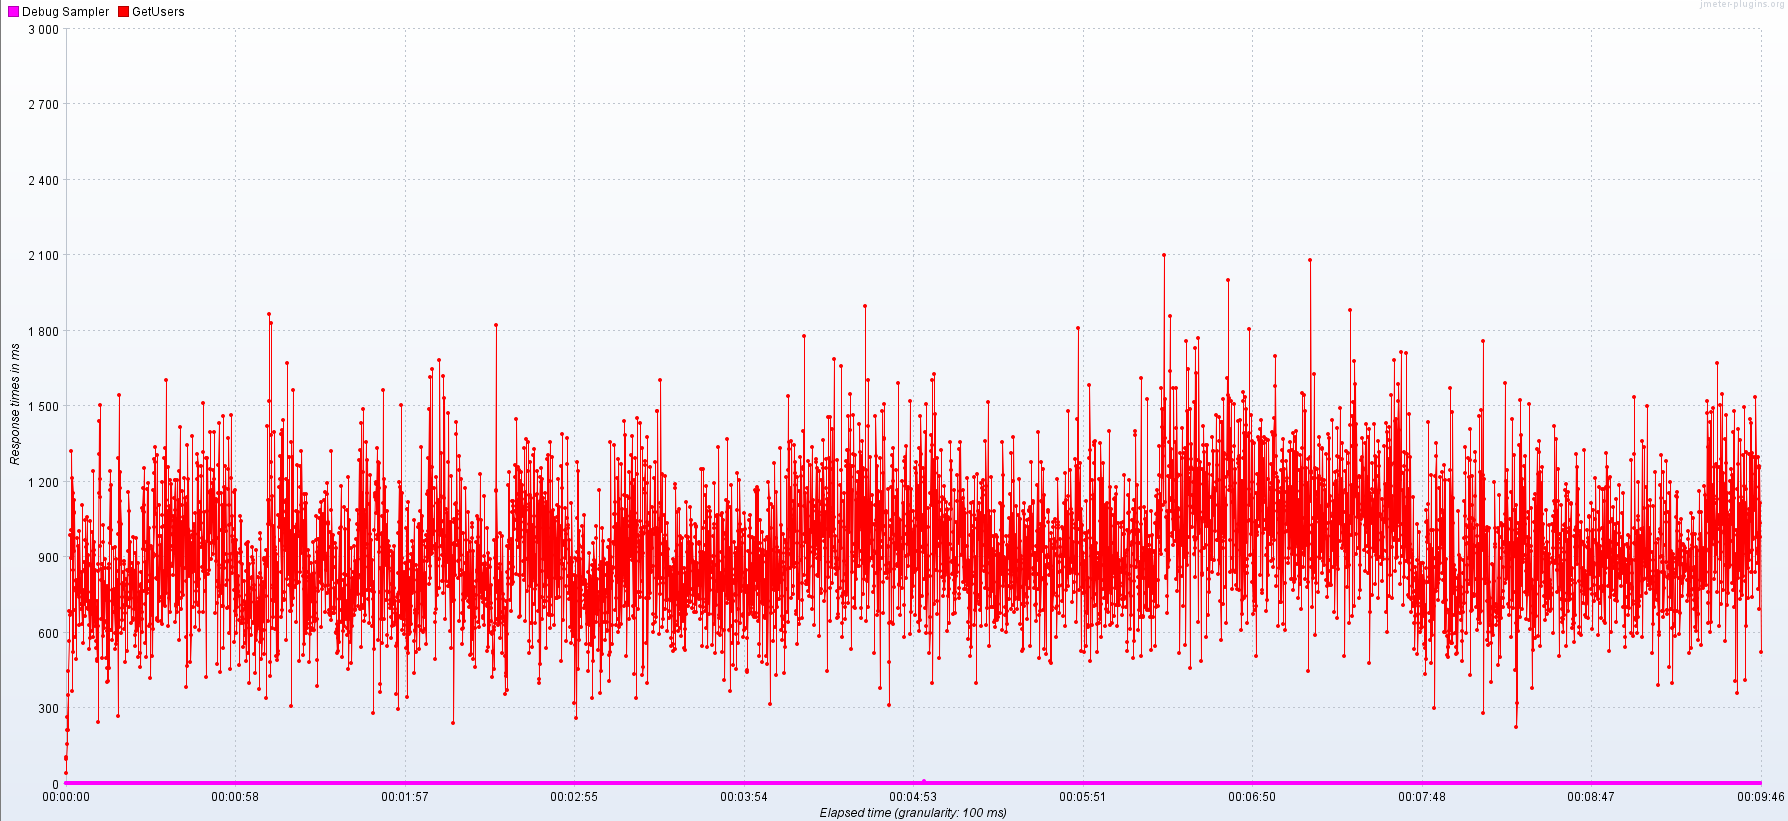 jmeter-plugins.org
Debug Sampler GetUsers
3 000
2 700
2 400
2 100
1 800
1 500
1 200
900
600
300
0
Response times in ms
00:00:00 00:00:58 00:01:57 00:02:55 00:03:54 00:04:53 00:05:51 00:06:50 00:07:48 00:08:47 00:09:46
Elapsed time (granularity: 100 ms)